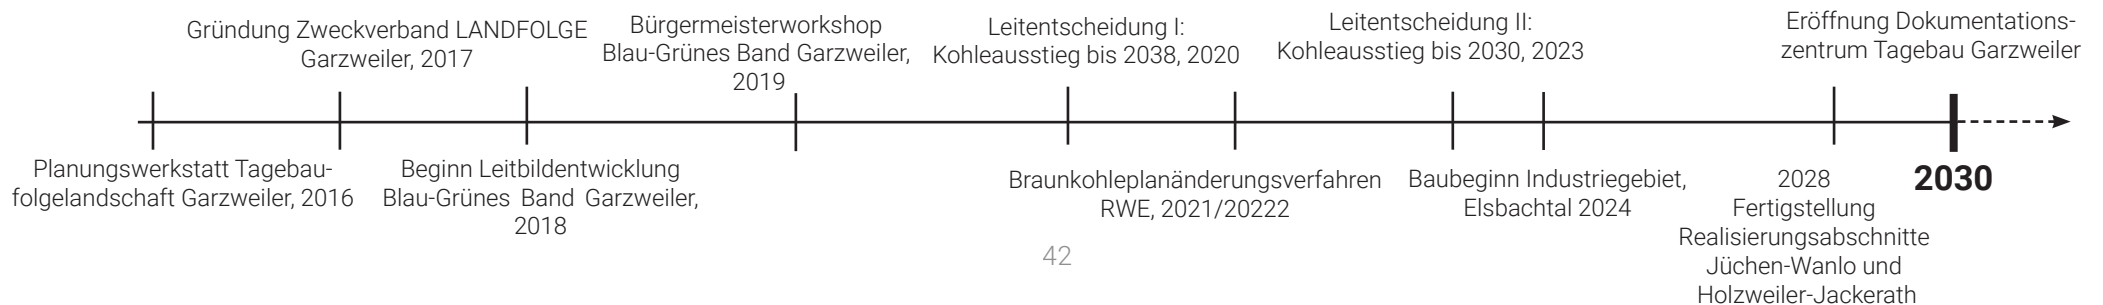 Gründung Zweckverband LANDFOLGE
Garzweiler, 2017
Bürgermeisterworkshop
Blau-Grünes Band Garzweiler,
2019
Leitentscheidung I:
Kohleausstieg bis 2038, 2020
Leitentscheidung II:
Kohleausstieg bis 2030, 2023
Eröffnung Dokumentations-
zentrum Tagebau Garzweiler
Planungswerkstatt Tagebau-
folgelandschaft Garzweiler, 2016
Beginn Leitbildentwicklung
Blau-Grünes Band Garzweiler,
2018
Braunkohleplanänderungsverfahren
RWE, 2021/20222
Baubeginn Industriegebiet,
Elsbachtal 2024
2028
Fertigstellung
Realisierungsabschnitte
Jüchen-Wanlo und
Holzweiler-Jackerath
2030
42